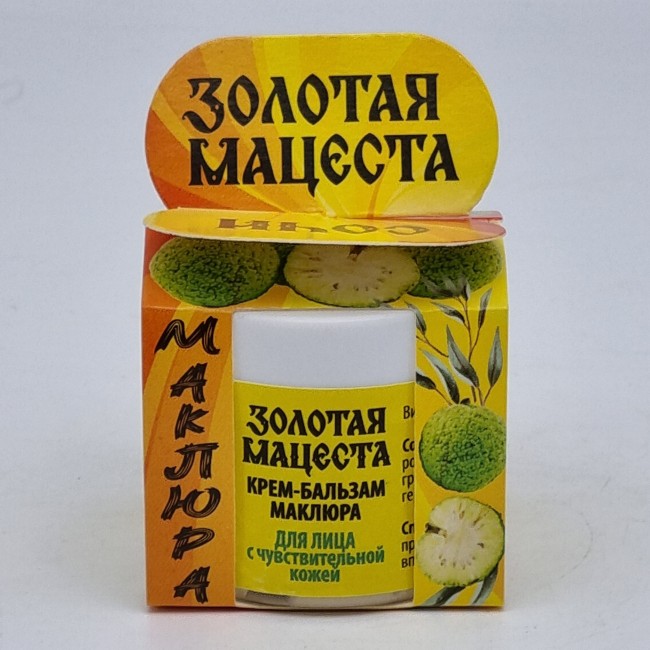 ЗОЛОТАЯ
МАЦЕСТА
СОЧИ
МАКЛЮРА
ЗОЛОТАЯ
МАЦЕСТА
КРЕМ-БАЛЬЗАМ
МАКЛЮРА
ДЛЯ ЛИЦА
с чувствительной
кожей